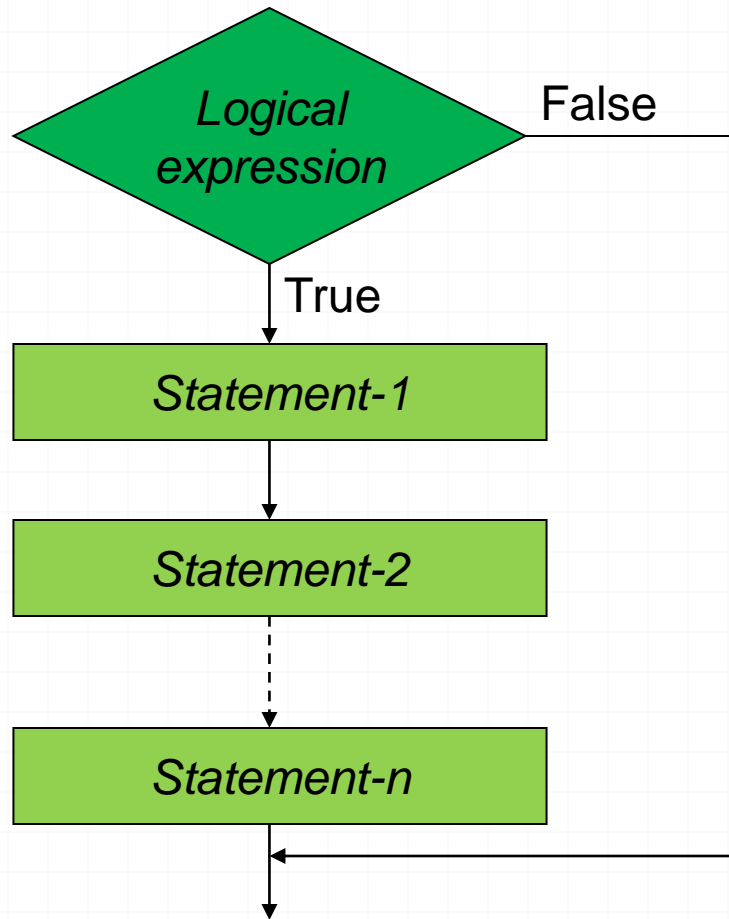 Logical
expression
False
True
Statement-1
Statement-2
Statement-n